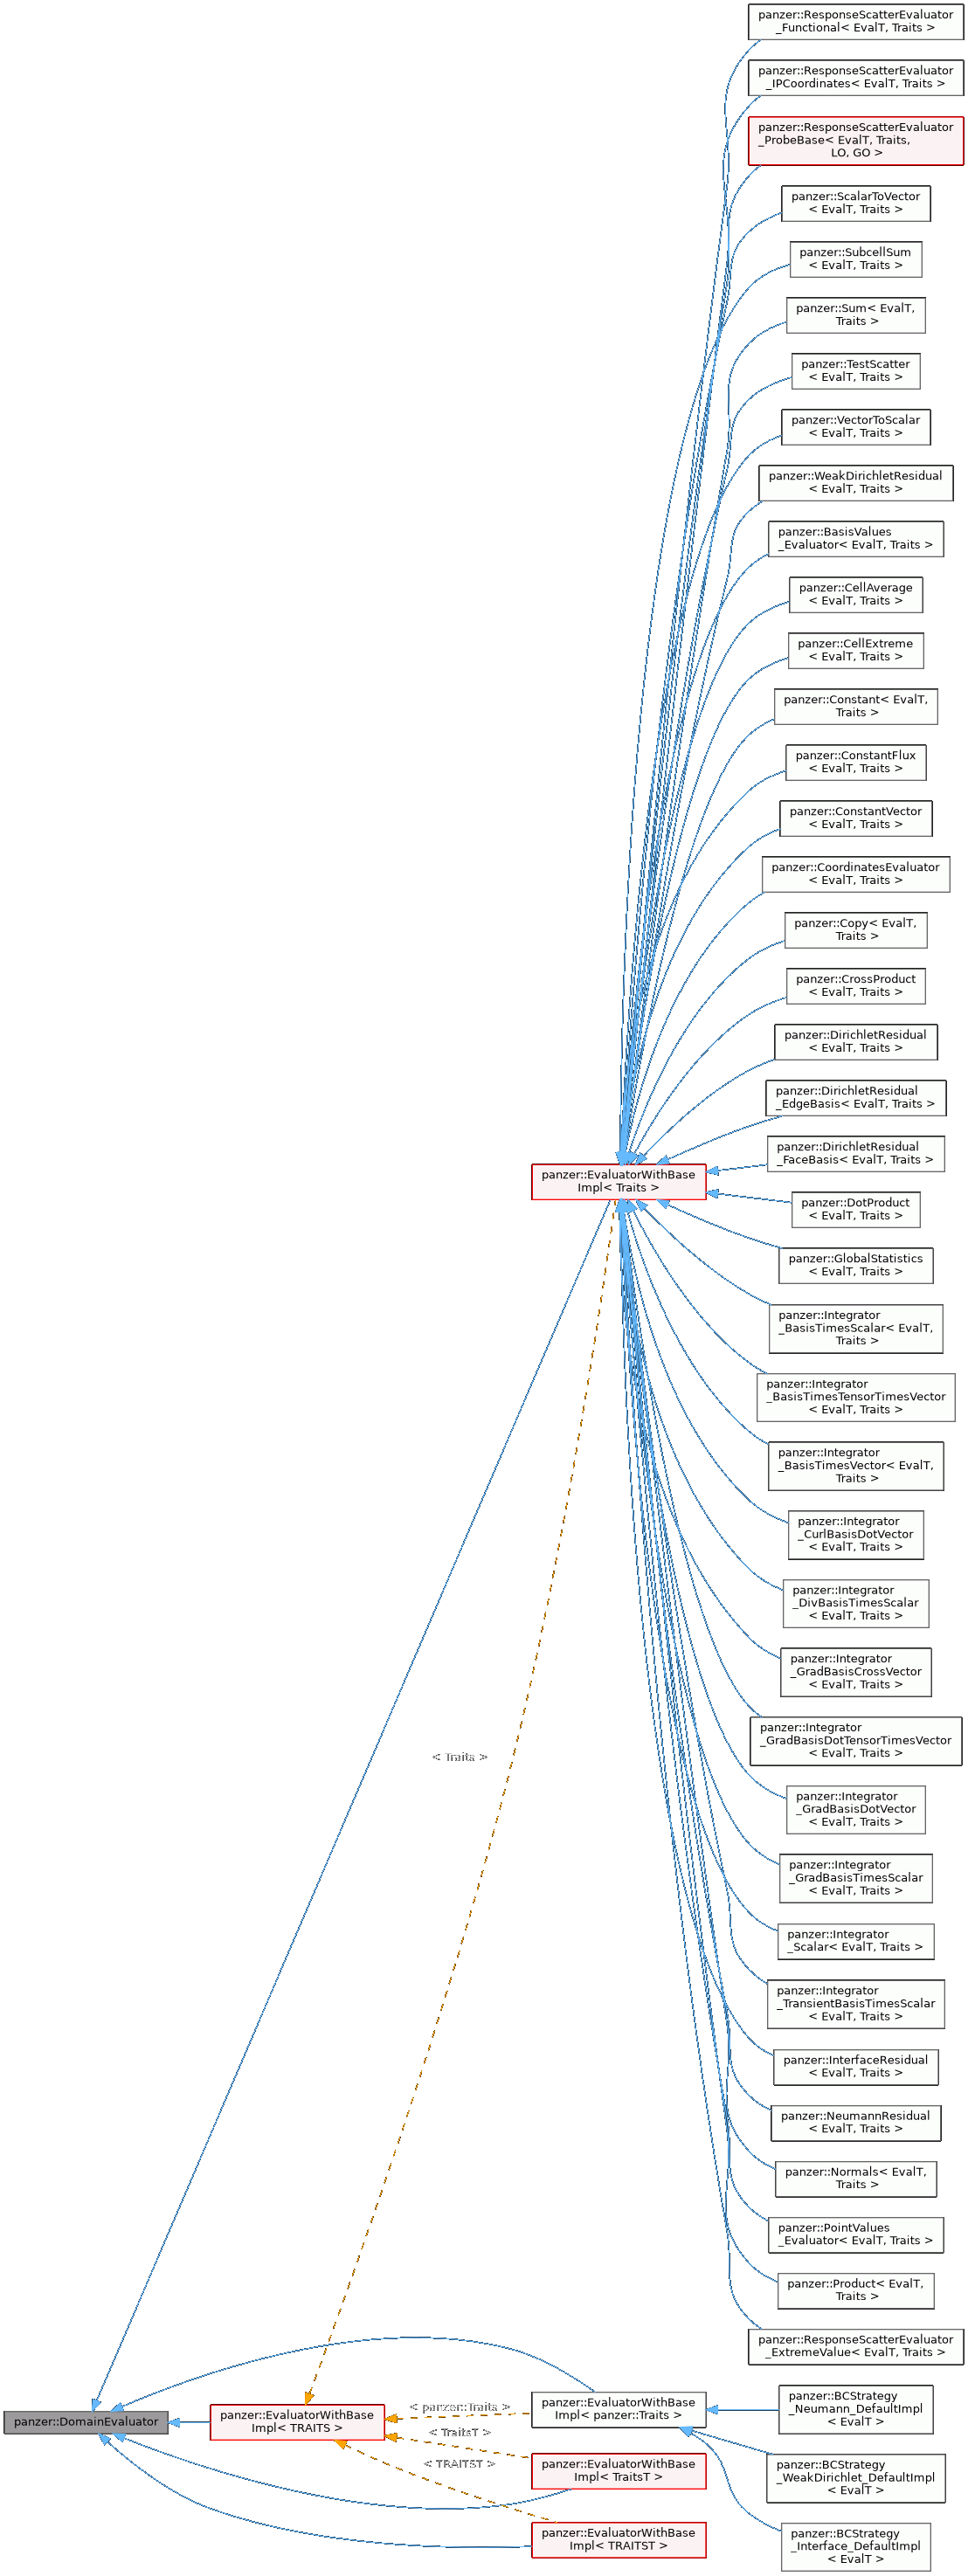 panzer::ResponseScatterEvaluator
_Functional< EvalT, Traits >
panzer::ResponseScatterEvaluator
_IPCoordinates< EvalT, Traits >
panzer::ResponseScatterEvaluator
_ProbeBase< EvalT, Traits,
LO, GO >
panzer::ScalarToVector
< EvalT, Traits >
panzer::SubcellSum
< EvalT, Traits >
panzer::Sum< EvalT,
Traits >
panzer::TestScatter
< EvalT, Traits >
panzer::VectorToScalar
< EvalT, Traits >
panzer::WeakDirichletResidual
< EvalT, Traits >
panzer::BasisValues
_Evaluator< EvalT, Traits >
panzer::CellAverage
< EvalT, Traits >
panzer::CellExtreme
< EvalT, Traits >
panzer::Constant< EvalT,
Traits >
panzer::ConstantFlux
< EvalT, Traits >
panzer::ConstantVector
< EvalT, Traits >
panzer::CoordinatesEvaluator
< EvalT, Traits >
panzer::Copy< EvalT,
Traits >
panzer::CrossProduct
< EvalT, Traits >
panzer::DirichletResidual
< EvalT, Traits >
panzer::DirichletResidual
_EdgeBasis< EvalT, Traits >
panzer::DirichletResidual
_FaceBasis< EvalT, Traits >
panzer::EvaluatorWithBase
Impl< Traits >
panzer::DotProduct
< EvalT, Traits >
panzer::GlobalStatistics
< EvalT, Traits >
panzer::Integrator
_BasisTimesScalar< EvalT,
Traits >
panzer::Integrator
_BasisTimesTensorTimesVector
< EvalT, Traits >
panzer::Integrator
_BasisTimesVector< EvalT,
Traits >
panzer::Integrator
_CurlBasisDotVector
< EvalT, Traits >
panzer::Integrator
_DivBasisTimesScalar
< EvalT, Traits >
panzer::Integrator
_GradBasisCrossVector
< EvalT, Traits >
panzer::Integrator
_GradBasisDotTensorTimesVector
< EvalT, Traits >
< Traits >
panzer::Integrator
_GradBasisDotVector
< EvalT, Traits >
panzer::Integrator
_GradBasisTimesScalar
< EvalT, Traits >
panzer::Integrator
_Scalar< EvalT, Traits >
panzer::Integrator
_TransientBasisTimesScalar
< EvalT, Traits >
panzer::InterfaceResidual
< EvalT, Traits >
panzer::NeumannResidual
< EvalT, Traits >
panzer::Normals< EvalT,
Traits >
panzer::PointValues
_Evaluator< EvalT, Traits >
panzer::Product< EvalT,
Traits >
panzer::ResponseScatterEvaluator
_ExtremeValue< EvalT, Traits >
panzer::DomainEvaluator
panzer::EvaluatorWithBase
Impl< TRAITS >
< panzer::Traits >
< TraitsT >
< TRAITST >
panzer::EvaluatorWithBase
Impl< panzer::Traits >
panzer::EvaluatorWithBase
Impl< TraitsT >
panzer::EvaluatorWithBase
Impl< TRAITST >
panzer::BCStrategy
_Neumann_DefaultImpl
< EvalT >
panzer::BCStrategy
_WeakDirichlet_DefaultImpl
< EvalT >
panzer::BCStrategy
_Interface_DefaultImpl
< EvalT >